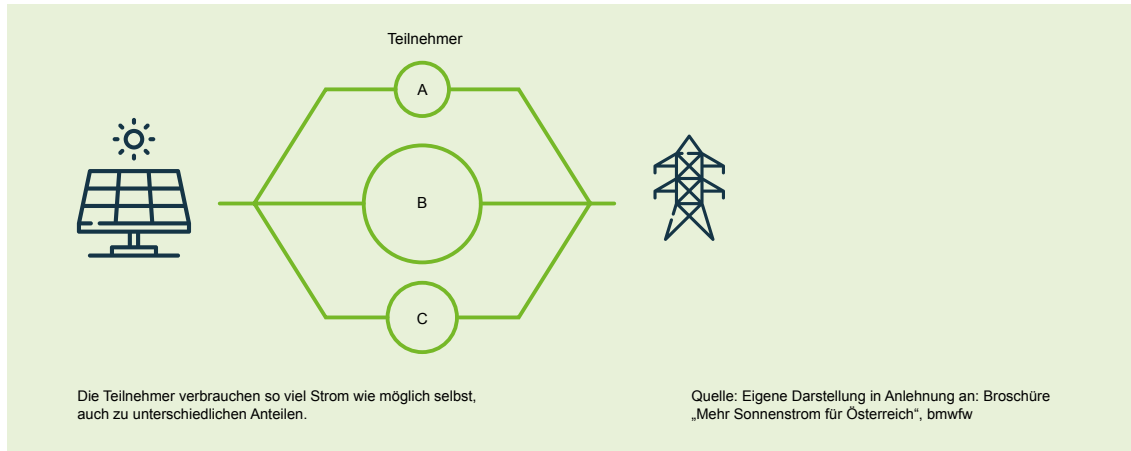 Teilnehmer
A
B
C
Die Teilnehmer verbrauchen so viel Strom wie möglich selbst,
auch zu unterschiedlichen Anteilen.
Quelle: Eigene Darstellung in Anlehnung an: Broschüre
„Mehr Sonnenstrom für Österreich“, bmwfw